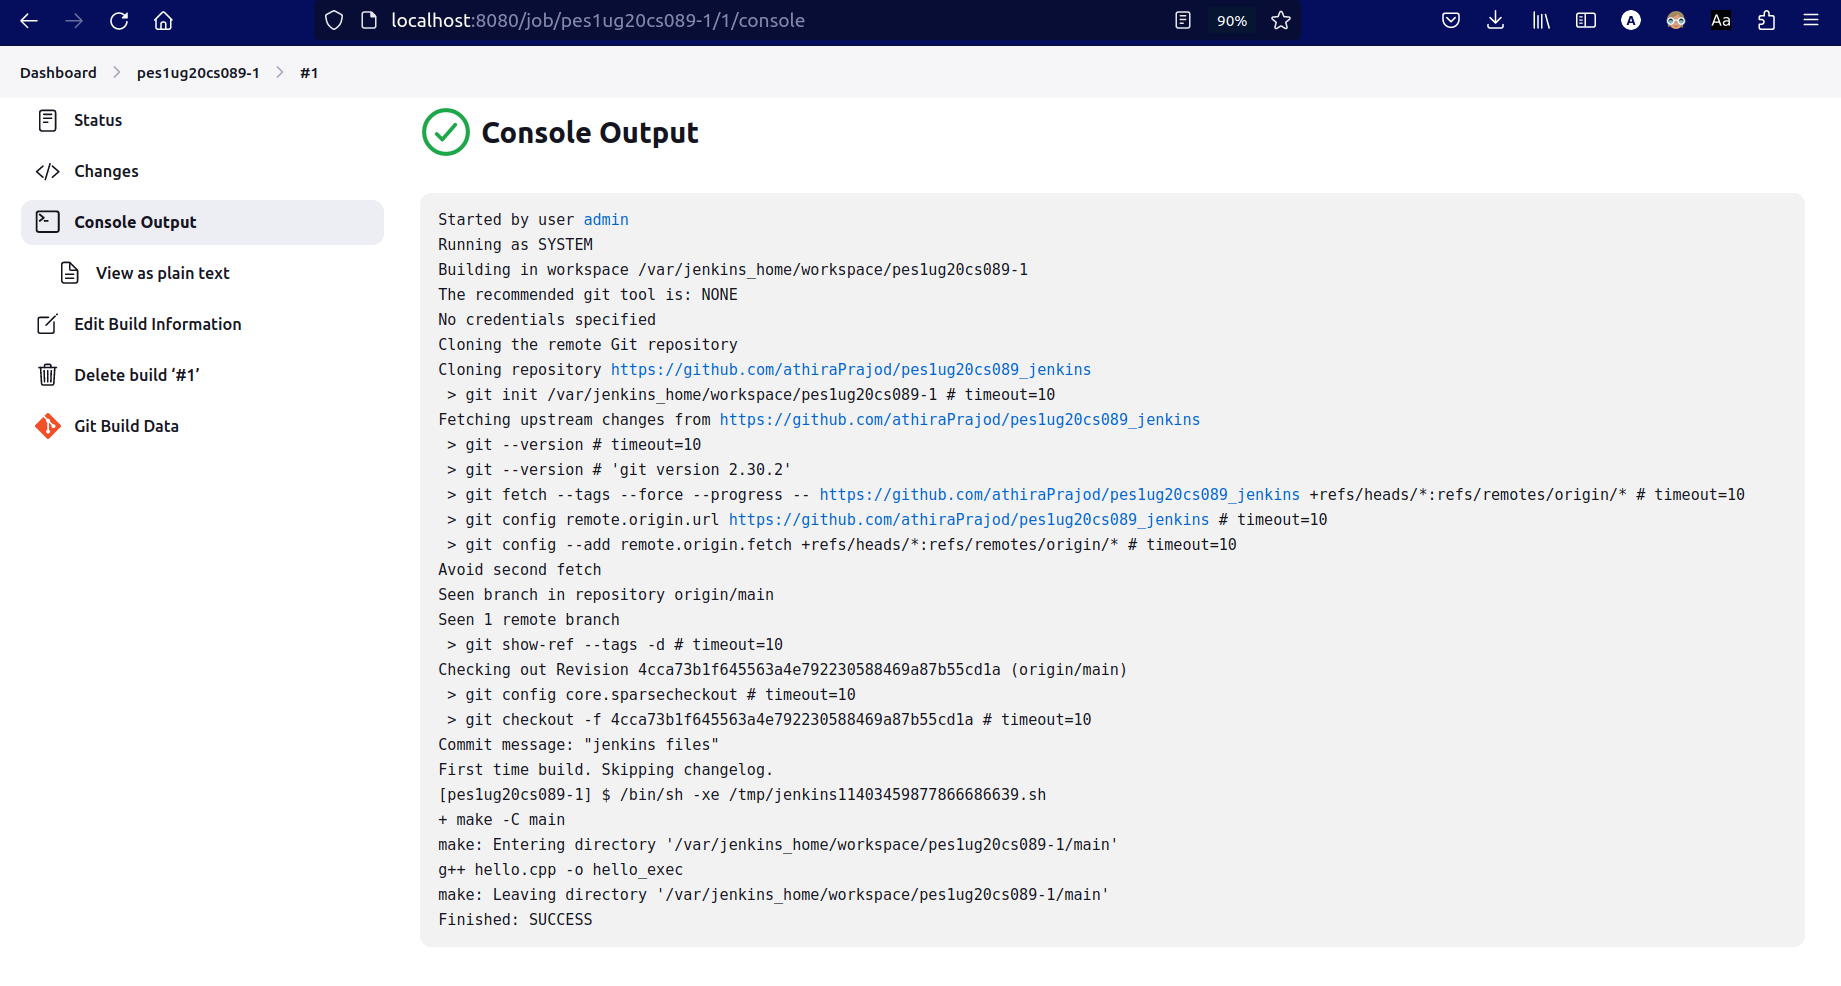 localhost:8080/job/pes1ug20cs089-1/1/console
90%
A
Aa
Dashboard
pes1ug20cs089-1
#1
Status
Changes
Console Output
View as plain text
Edit Build Information
Delete build ‘#1’
Git Build Data
Console Output
Started by user admin
Running as SYSTEM
Building in workspace /var/jenkins_home/workspace/pes1ug20cs089-1
The recommended git tool is: NONE
No credentials specified
Cloning the remote Git repository
Cloning repository https://github.com/athiraPrajod/pes1ug20cs089_jenkins
 > git init /var/jenkins_home/workspace/pes1ug20cs089-1 # timeout=10
Fetching upstream changes from https://github.com/athiraPrajod/pes1ug20cs089_jenkins
 > git --version # timeout=10
 > git --version # 'git version 2.30.2'
 > git fetch --tags --force --progress -- https://github.com/athiraPrajod/pes1ug20cs089_jenkins +refs/heads/*:refs/remotes/origin/* # timeout=10
 > git config remote.origin.url https://github.com/athiraPrajod/pes1ug20cs089_jenkins # timeout=10
 > git config --add remote.origin.fetch +refs/heads/*:refs/remotes/origin/* # timeout=10
Avoid second fetch
Seen branch in repository origin/main
Seen 1 remote branch
 > git show-ref --tags -d # timeout=10
Checking out Revision 4cca73b1f645563a4e792230588469a87b55cd1a (origin/main)
 > git config core.sparsecheckout # timeout=10
 > git checkout -f 4cca73b1f645563a4e792230588469a87b55cd1a # timeout=10
Commit message: "jenkins files"
First time build. Skipping changelog.
[pes1ug20cs089-1] $ /bin/sh -xe /tmp/jenkins11403459877866686639.sh
+ make -C main
make: Entering directory '/var/jenkins_home/workspace/pes1ug20cs089-1/main'
g++ hello.cpp -o hello_exec
make: Leaving directory '/var/jenkins_home/workspace/pes1ug20cs089-1/main'
Finished: SUCCESS